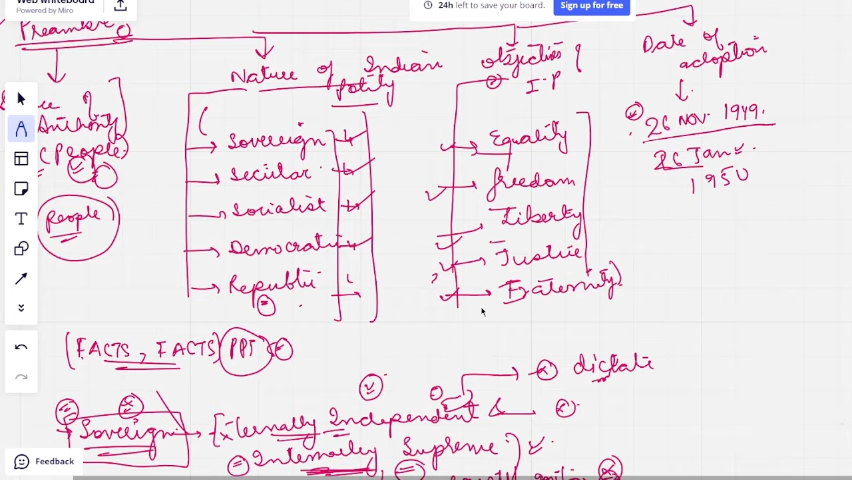 Web whiteboard
Powered by Miro
24h left to save your board.
Sign up for free
Preamble
Nature of Indian
Polity
Objectives of
I.P
Date of
adoption
26 Nov. 1949.
26 Jan
1950
of
Authority
(People)
People
Sovereign
Secular
Socialist
Democratic
Republic
Equality
freedom
Liberty
Justice
Fraternity
(FACTS, FACTS) PPT
dictate
Sovereign
Externally Independent &
Internally Supreme
Feedback